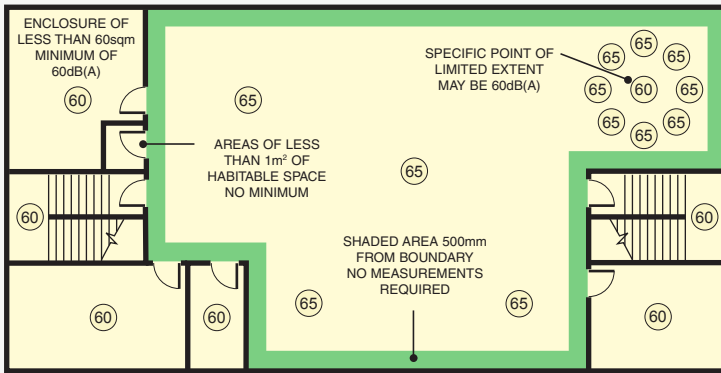 ENCLOSURE OF
LESS THAN 60sqm
MINIMUM OF
60dB(A)
60
65
SPECIFIC POINT OF
LIMITED EXTENT
MAY BE 60dB(A)
65
65
65
65
60
65
65
65
65
AREAS OF LESS
THAN 1m² OF
HABITABLE SPACE
NO MINIMUM
65
60
60
SHADED AREA 500mm
FROM BOUNDARY
NO MEASUREMENTS
REQUIRED
65
65
60
60
60